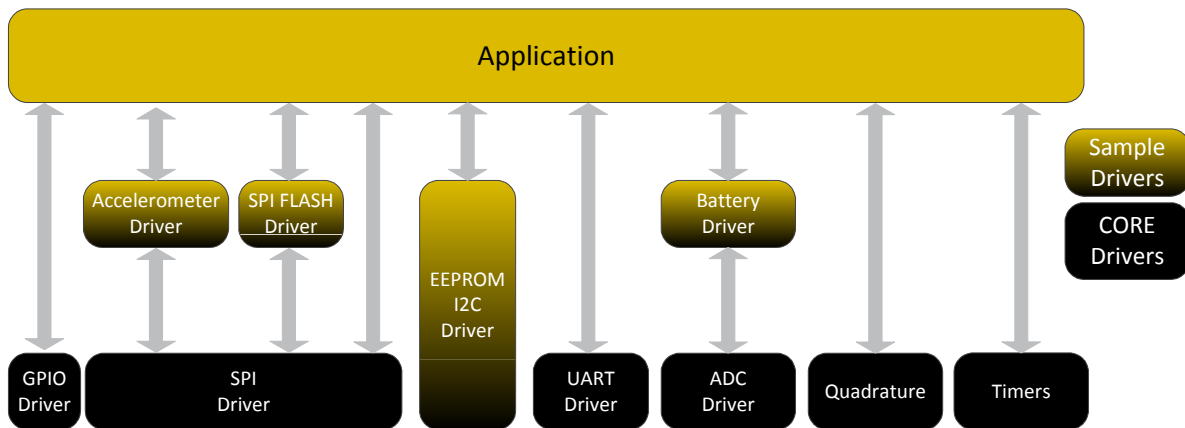 Application
Sample
Drivers
Accelerometer
Driver
SPI FLASH
Driver
Battery
Driver
CORE
Drivers
EEPROM
I2C
Driver
GPIO
Driver
SPI
Driver
UART
Driver
ADC
Driver
Quadrature
Timers